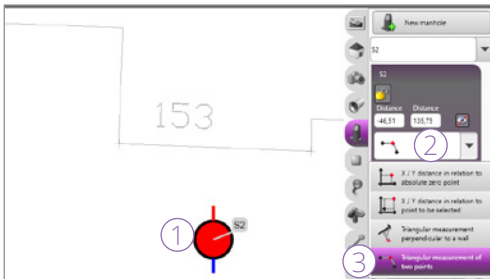 New manhole
S2
S2
Distance Distance
-46,51 135,75
153
2
X / Y distance in relation to
absolute zero point
X / Y distance in relation to
point to be selected
1
S2
Triangular measurement
perpendicular to a wall
3
Triangular measurement of
two points